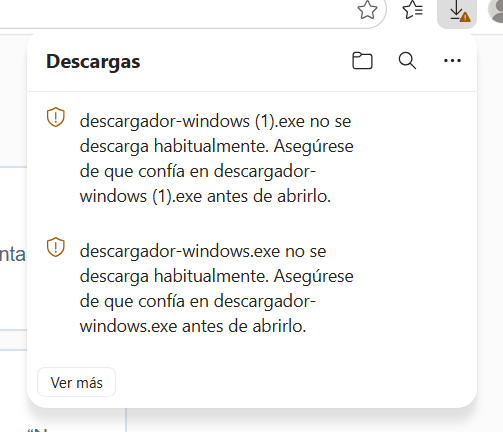 Descargas
descargador-windows (1).exe no se
descarga habitualmente. Asegúrese
de que confía en descargador-
windows (1).exe antes de abrirlo.
descargador-windows.exe no se
descarga habitualmente. Asegúrese
de que confía en descargador-
windows.exe antes de abrirlo.
nta
Ver más